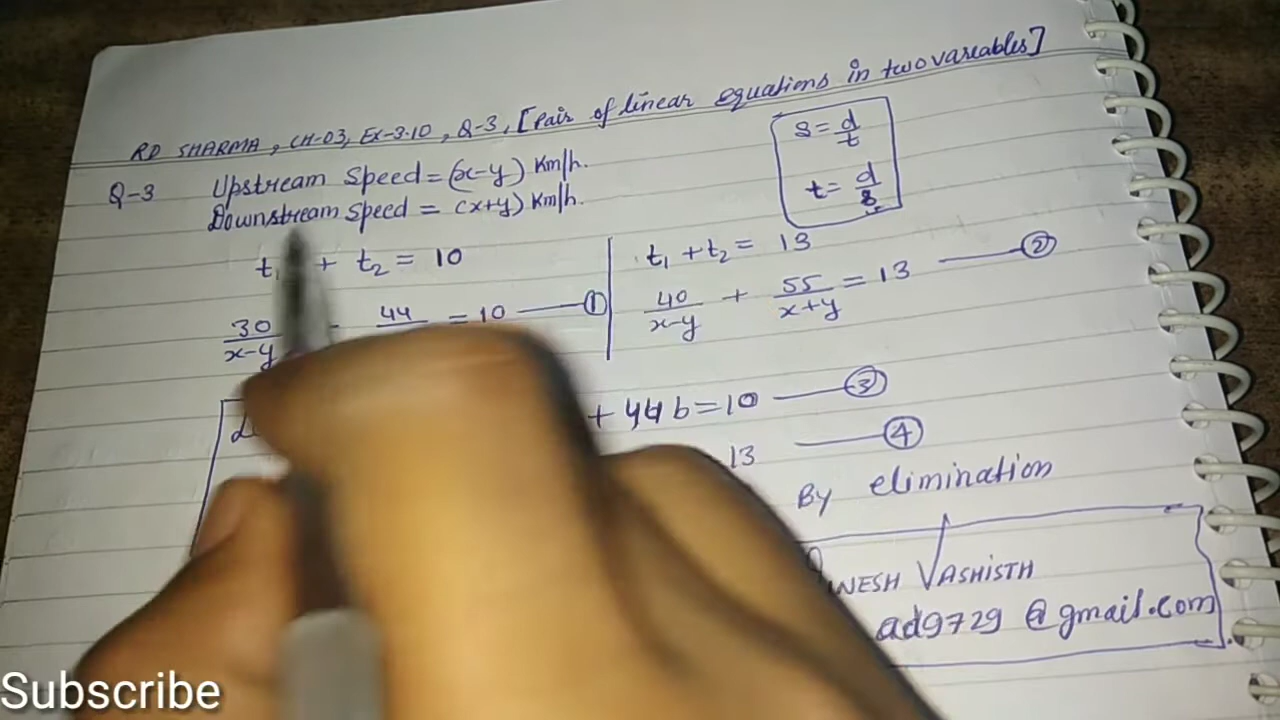 RD SHARMA, CH-03, EX-3.10, Q-3, [Pair of linear equations in two variables]
S = d/t
t = d/s
Q-3 Upstream Speed = (x-y) Km/h.
Downstream Speed = (x+y) Km/h.
t₁ + t₂ = 10
30/x-y 44 = 10 — ①
t₁ + t₂ = 13
40/x-y + 55/x+y = 13 — ②
+ 44b = 10 — ③
13 — ④
By elimination
VASHISTH
ad9729@gmail.com
Subscribe